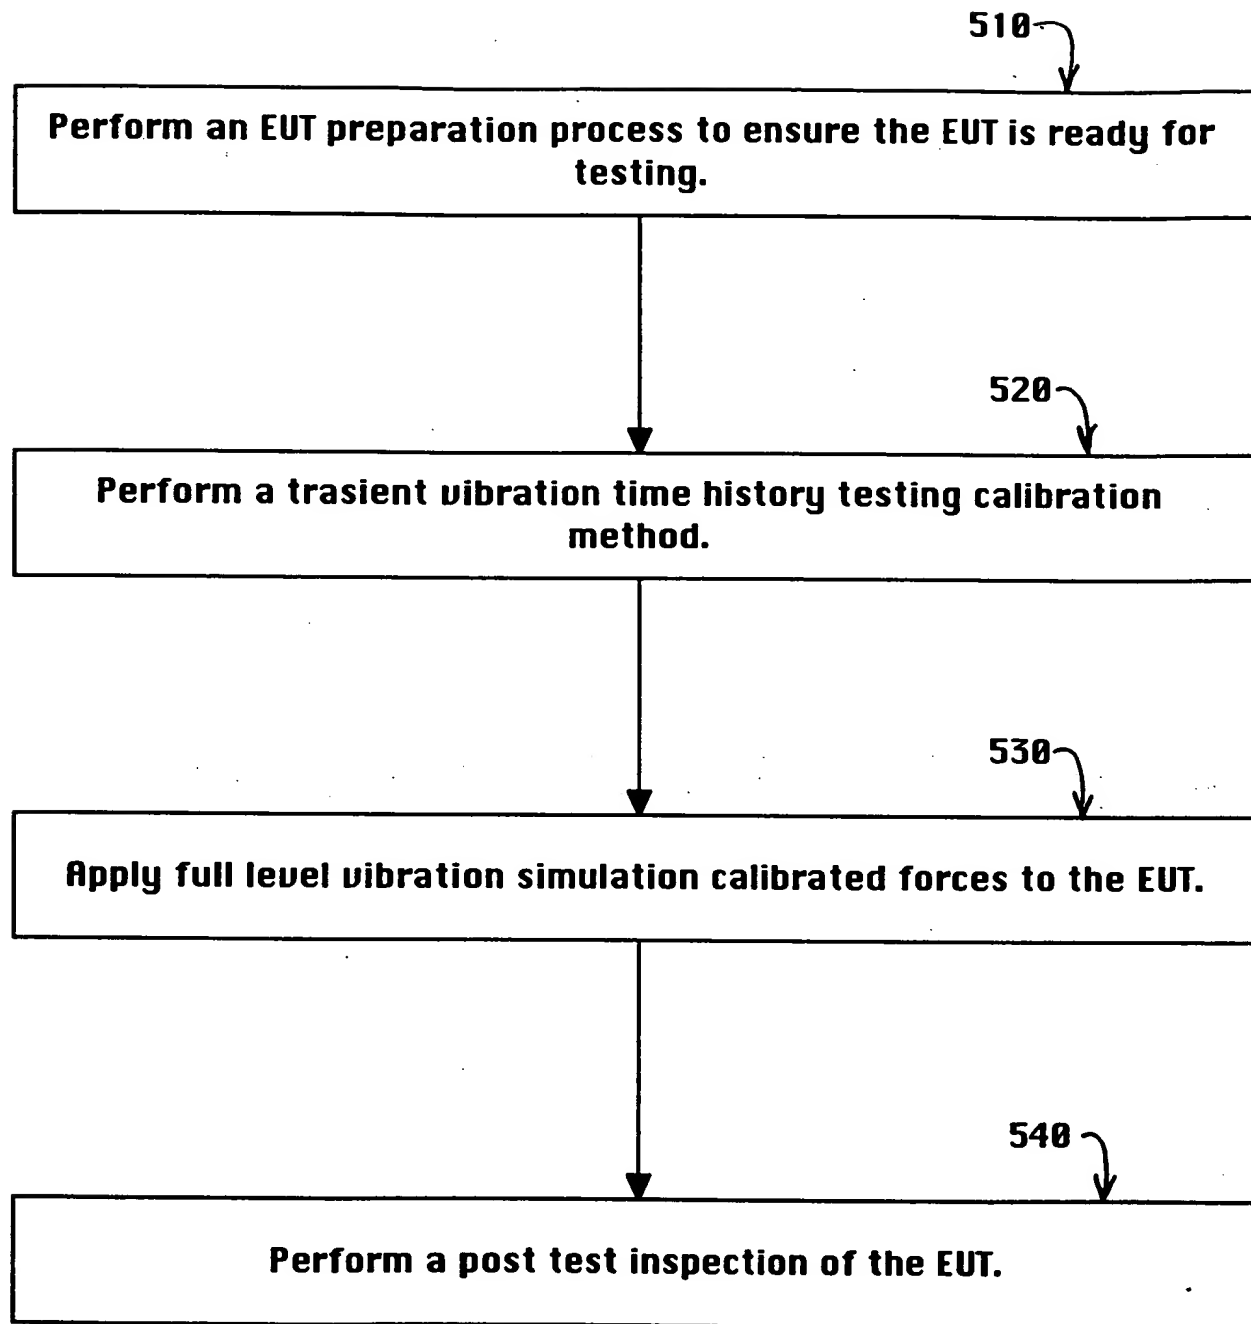 510
Perform an EUT preparation process to ensure the EUT is ready for
testing.
520
Perform a trasient vibration time history testing calibration
method.
530
Apply full level vibration simulation calibrated forces to the EUT.
540
Perform a post test inspection of the EUT.